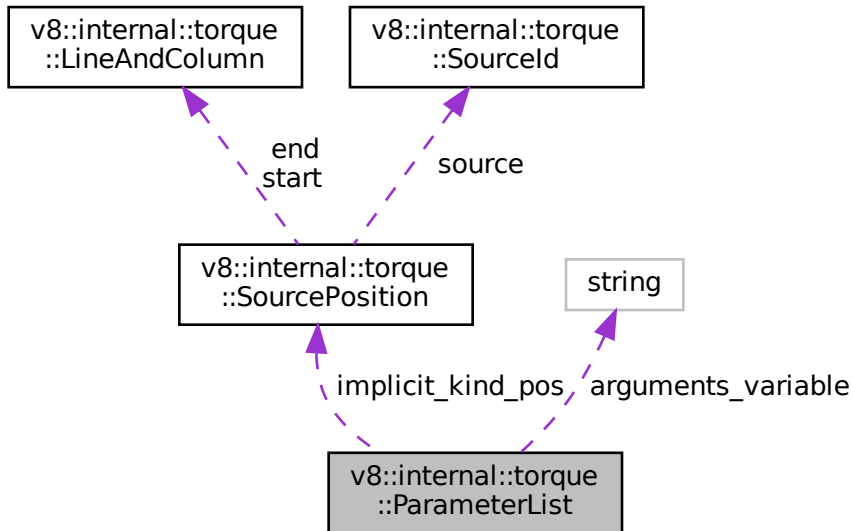 v8::internal::torque
::LineAndColumn
v8::internal::torque
::SourceId
end
start
source
v8::internal::torque
::SourcePosition
string
implicit_kind_pos
arguments_variable
v8::internal::torque
::ParameterList